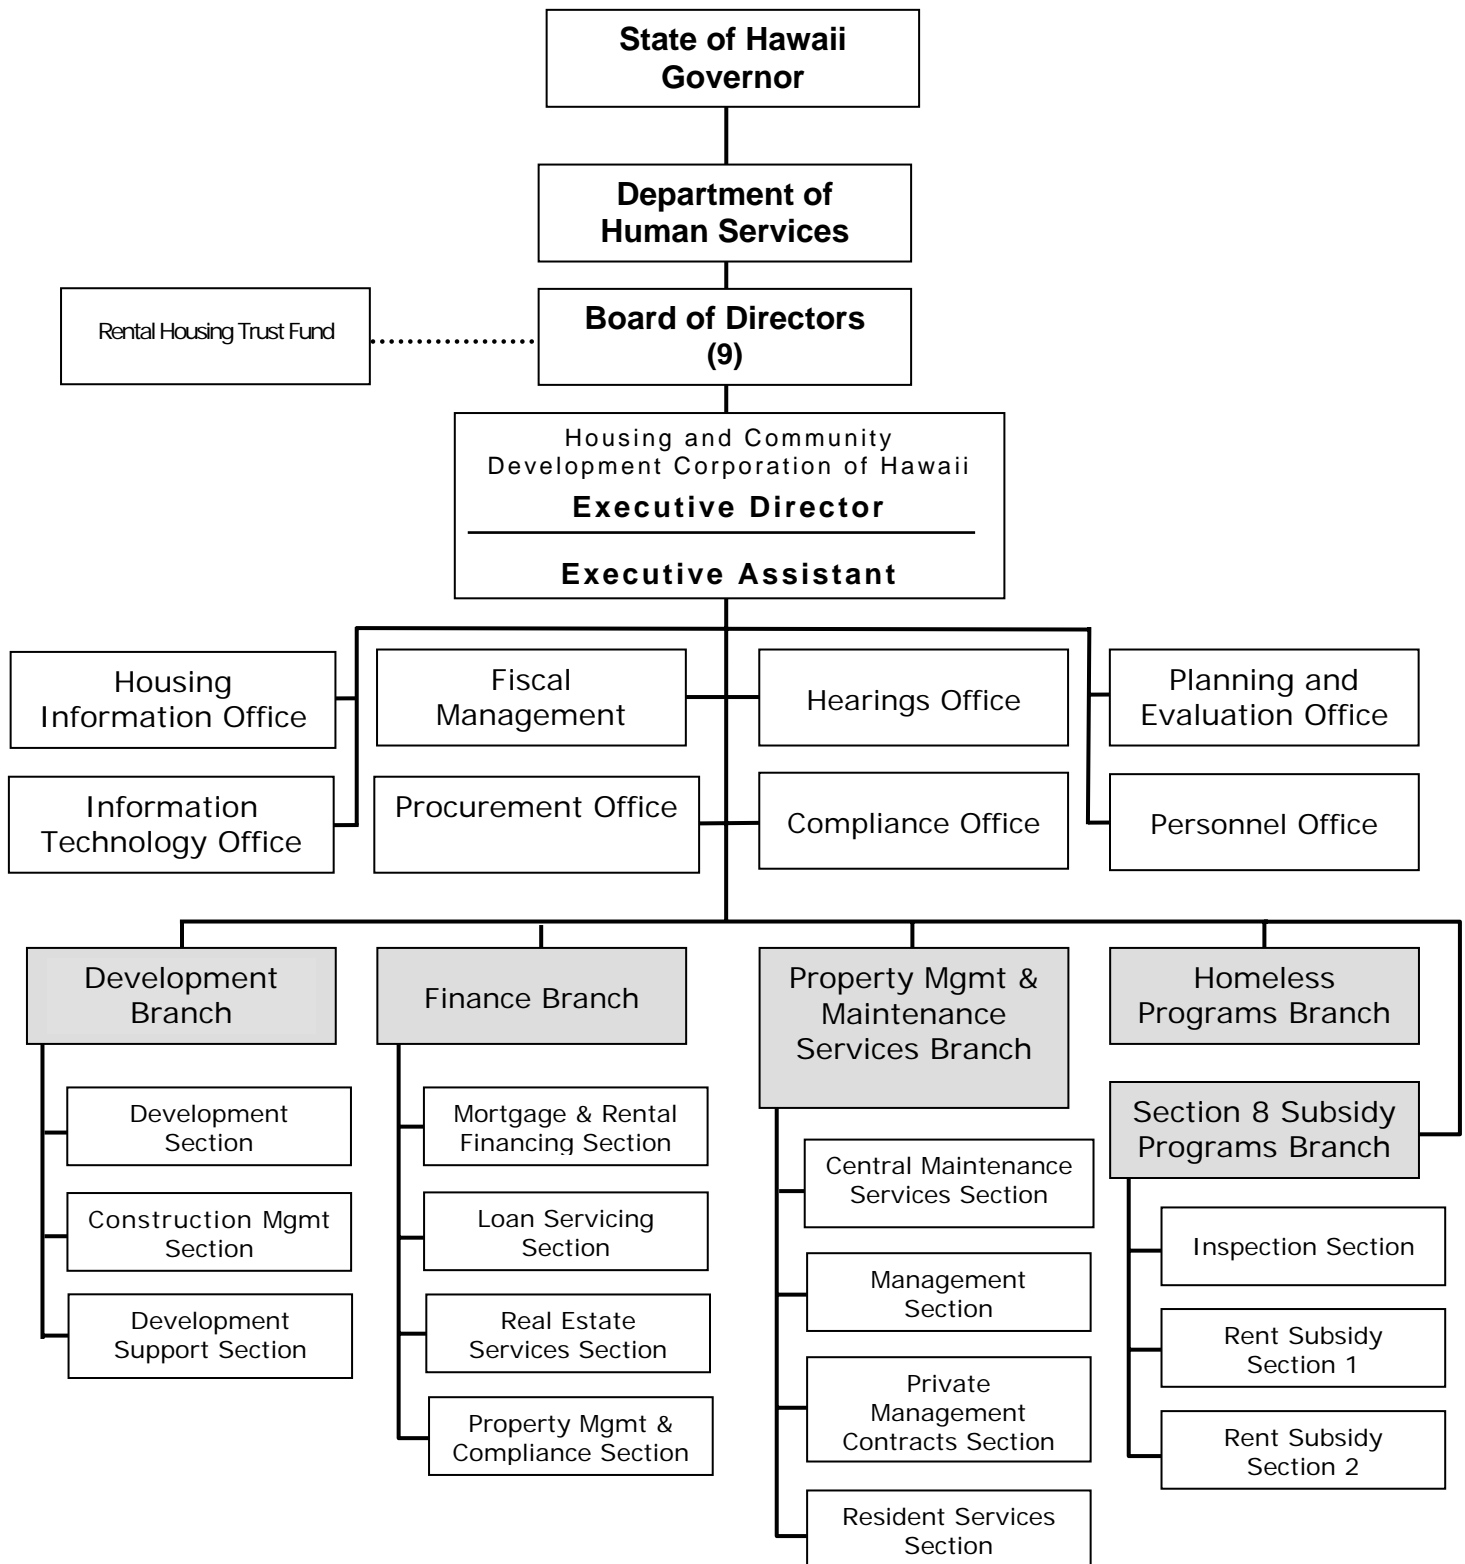 State of Hawaii
Governor
Department of
Human Services
Rental Housing Trust Fund
Board of Directors
(9)
Housing and Community
Development Corporation of Hawaii
Executive Director
Executive Assistant
Housing
Information Office
Fiscal
Management
Hearings Office
Planning and
Evaluation Office
Information
Technology Office
Procurement Office
Compliance Office
Personnel Office
Development
Branch
Finance Branch
Property Mgmt &
Maintenance
Services Branch
Homeless
Programs Branch
Development
Section
Construction Mgmt
Section
Development
Support Section
Mortgage & Rental
Financing Section
Loan Servicing
Section
Real Estate
Services Section
Property Mgmt &
Compliance Section
Central Maintenance
Services Section
Management
Section
Private
Management
Contracts Section
Resident Services
Section
Section 8 Subsidy
Programs Branch
Inspection Section
Rent Subsidy
Section 1
Rent Subsidy
Section 2